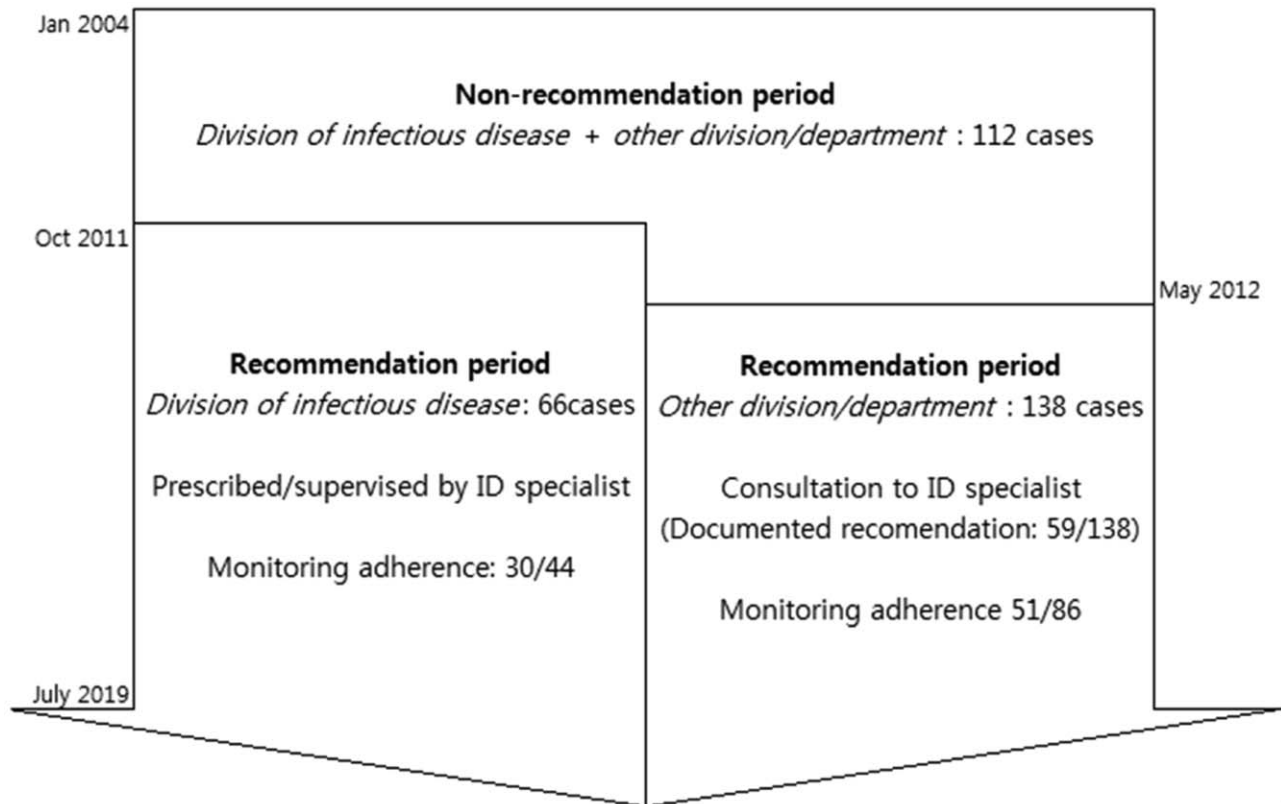 Jan 2004
Non-recommendation period
Division of infectious disease + other division/department : 112 cases
Oct 2011
May 2012
Recommendation period
Division of infectious disease: 66cases
Prescribed/supervised by ID specialist
Monitoring adherence: 30/44
Recommendation period
Other division/department : 138 cases
Consultation to ID specialist
(Documented recomendation: 59/138)
Monitoring adherence 51/86
July 2019